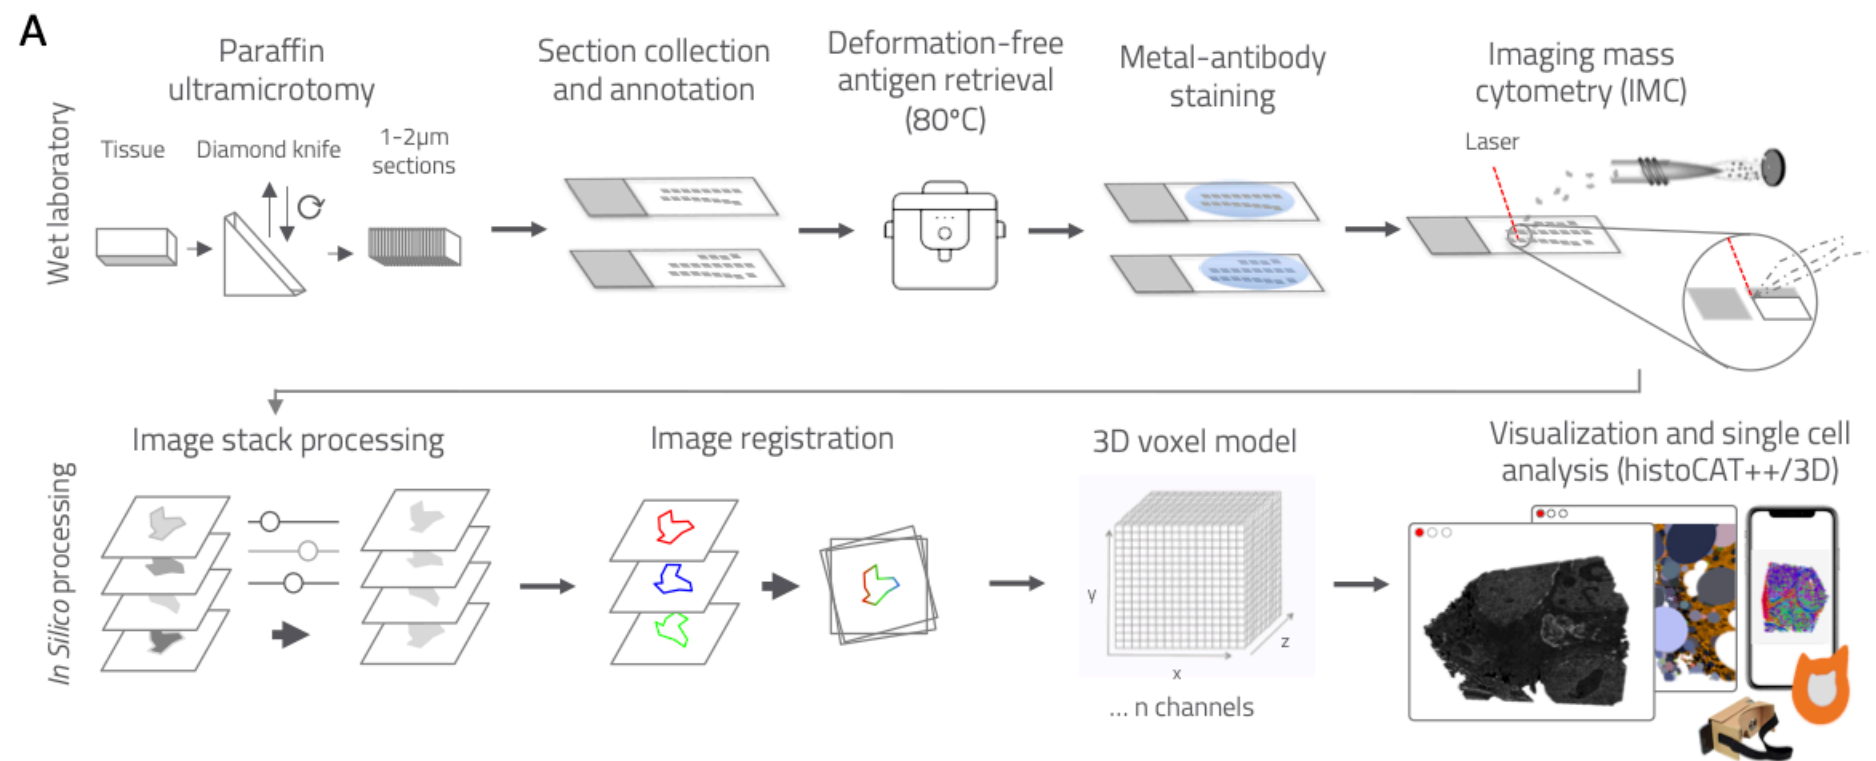 A
Wet laboratory
Paraffin
ultramicrotomy
Tissue
Diamond knife
1-2µm
sections
Section collection
and annotation
Deformation-free
antigen retrieval
(80°C)
Metal-antibody
staining
Imaging mass
cytometry (IMC)
Laser
In Silico processing
Image stack processing
Image registration
3D voxel model
y
x
z
... n channels
Visualization and single cell
analysis (histoCAT++/3D)